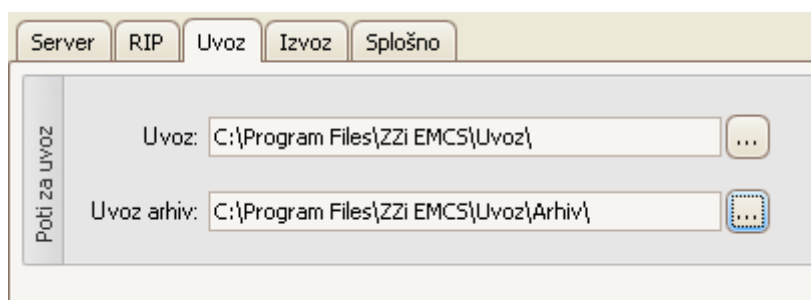 Server RIP Uvoz Izvoz Splošno
Poti za uvoz
Uvoz: C:\Program Files\ZZi EMCS\Uvoz\ ...
Uvoz arhiv: C:\Program Files\ZZi EMCS\Uvoz\Arhiv\ ...